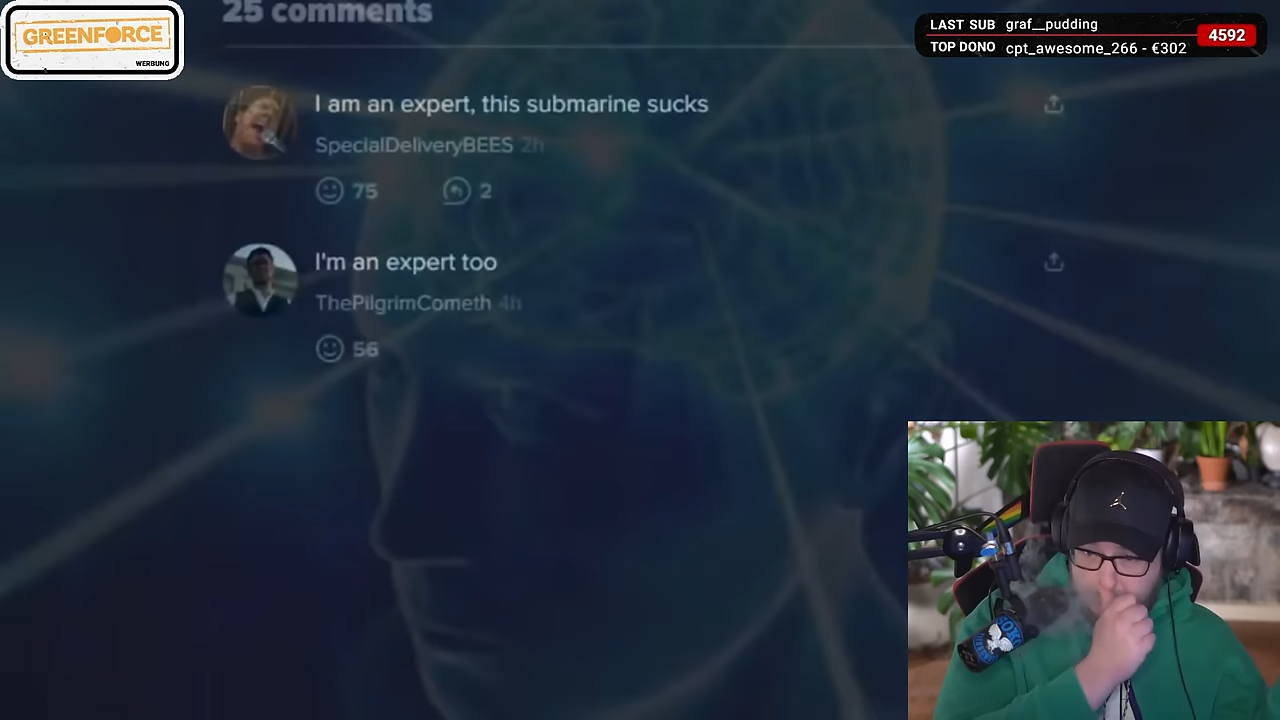 25 comments
GREENFORCE
WERBUNG
LAST SUB graf__pudding
TOP DONO cpt_awesome_266 - €302
4592
I am an expert, this submarine sucks
SpecialDeliveryBEES 2h
75 2
I'm an expert too
ThePilgrimCometh 4h
56